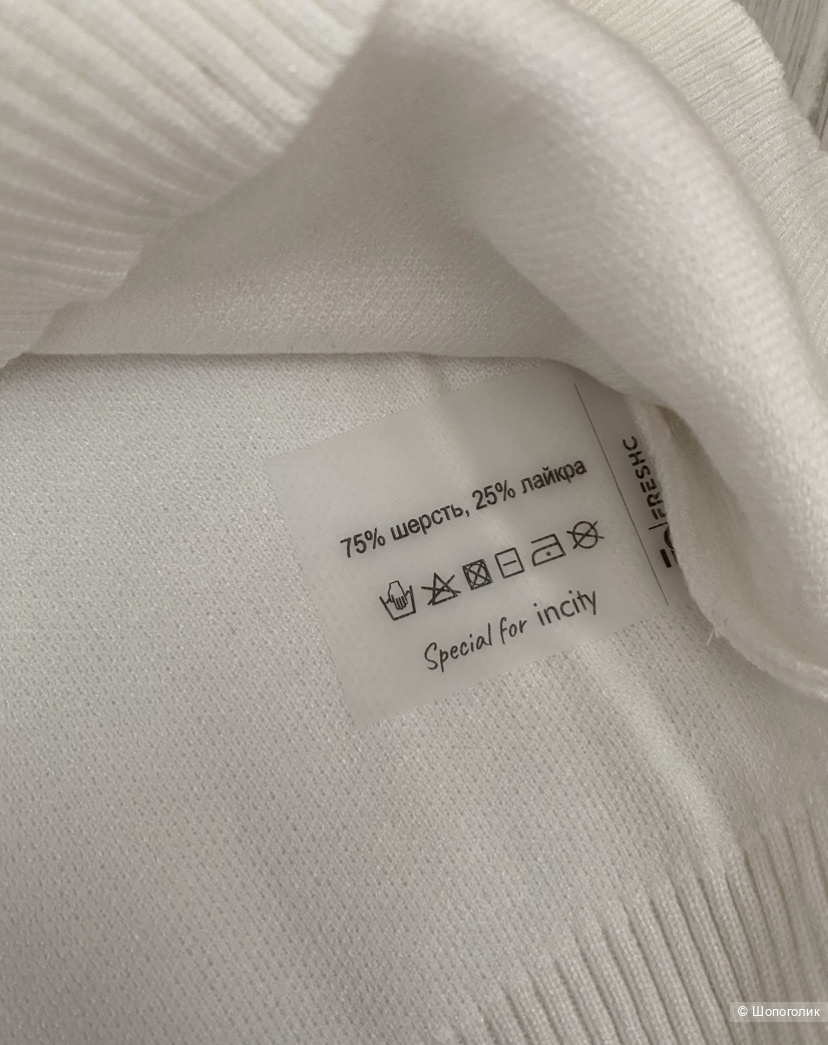 75% шерсть, 25% лайкра
Special for incity
FRESHC
© Шопоголик